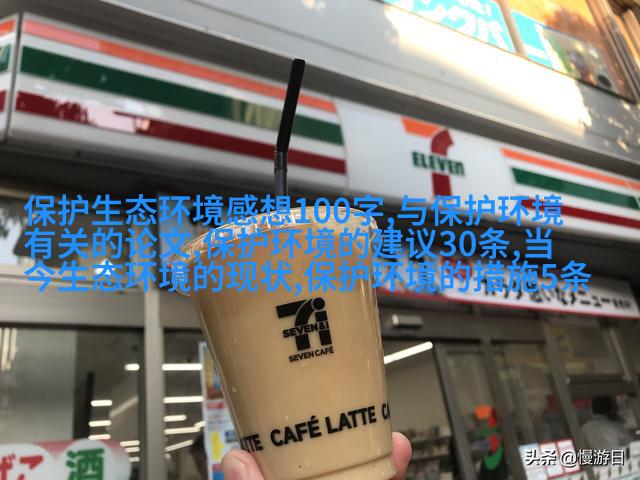 ELEVEN
保护生态环境感想100字,与保护环境
有关的论文,保护环境的建议30条,当
今生态环境的现状,保护环境的措施5条
SEVEN&i
SEVEN CAFÉ
CAFÉ LATTE
酒
头条 @慢游日